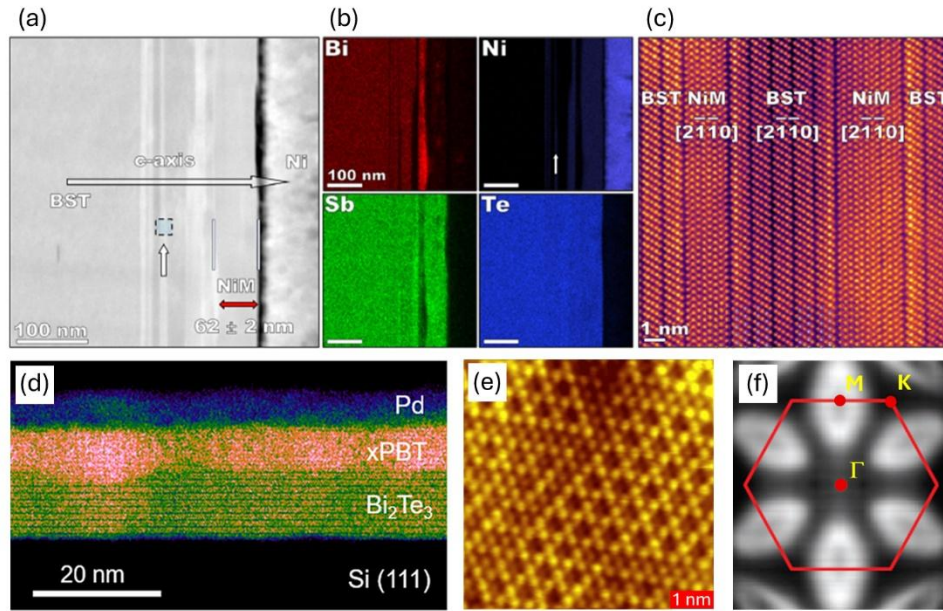 (a)
(b)
(c)
c-axis
BST
Ni
NiM
62 ± 2 nm
100 nm
Bi
Ni
100 nm
Sb
Te
BST NiM BST NiM BST
[2110] [2110] [2110]
1 nm
(d)
Pd
xPBT
Bi₂Te₃
20 nm
Si (111)
(e)
1 nm
(f)
M
K
Γ